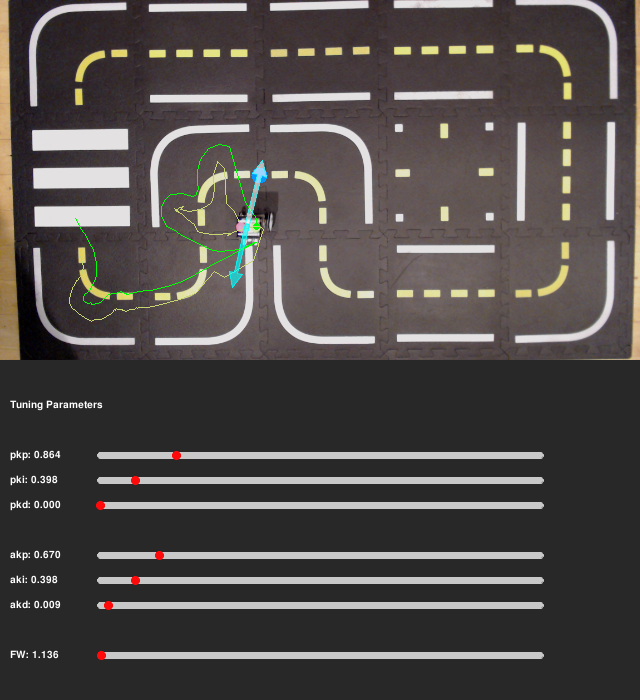 Tuning Parameters
pkp: 0.864
pki: 0.398
pkd: 0.000
akp: 0.670
aki: 0.398
akd: 0.009
FW: 1.136